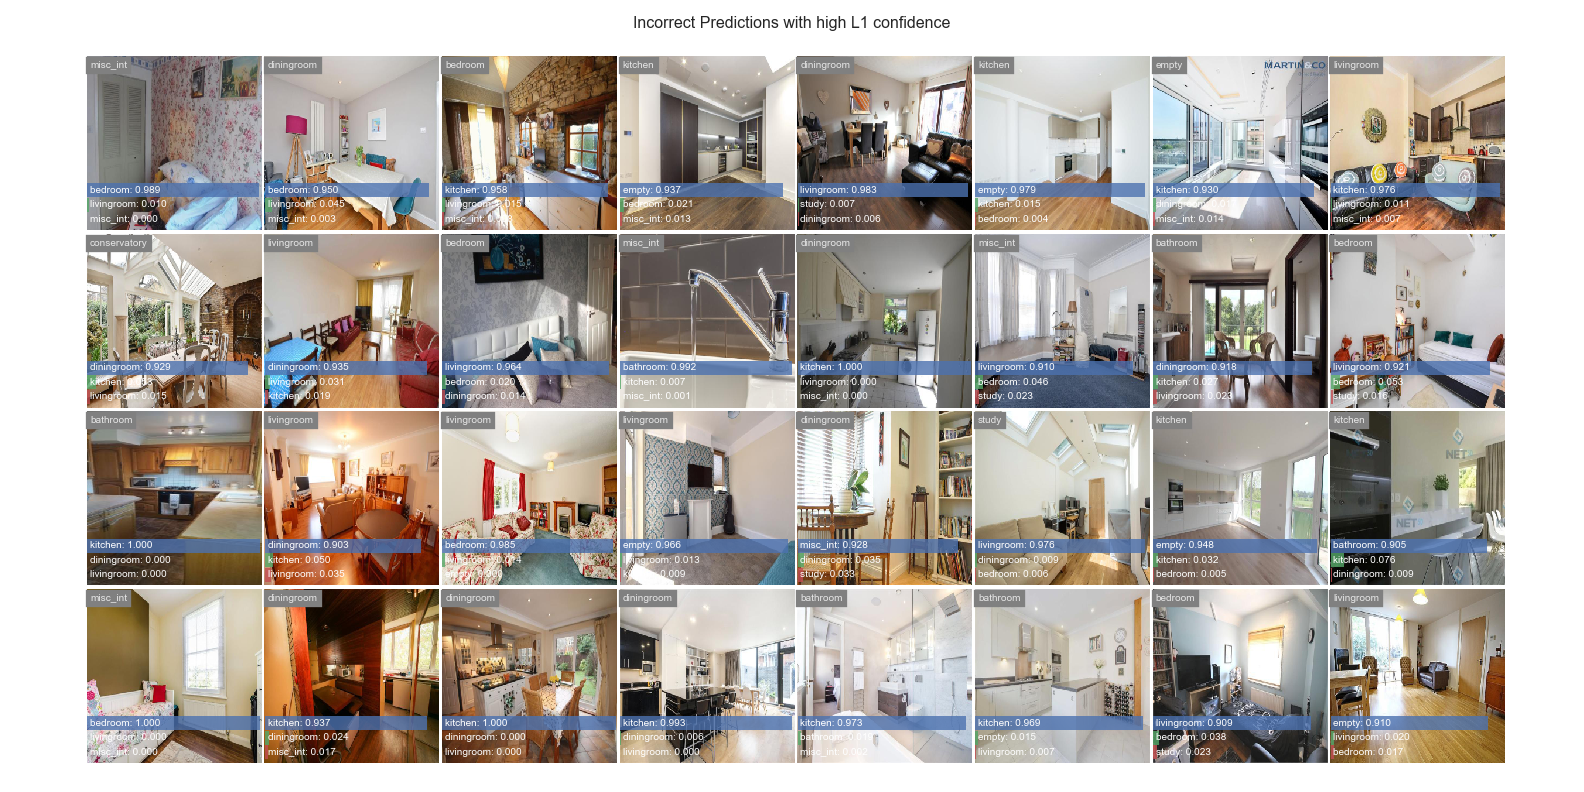 Incorrect Predictions with high L1 confidence
misc_int
bedroom: 0.989
livingroom: 0.010
misc_int: 0.000
diningroom
bedroom: 0.950
livingroom: 0.045
misc_int: 0.003
bedroom
kitchen: 0.958
livingroom: 0.015
misc_int:
kitchen
empty: 0.937
bedroom: 0.021
misc_int: 0.013
diningroom
livingroom: 0.983
study: 0.007
diningroom: 0.006
kitchen
empty: 0.979
kitchen: 0.015
bedroom: 0.004
empty
MARTIN&CO
kitchen: 0.930
diningroom:
misc_int: 0.014
livingroom
kitchen: 0.976
livingroom: 0.011
misc_int: 0.007
conservatory
diningroom: 0.929
kitchen:
livingroom: 0.015
livingroom
diningroom: 0.935
livingroom: 0.031
kitchen: 0.019
bedroom
livingroom: 0.964
bedroom: 0.020
diningroom: 0.014
misc_int
bathroom: 0.992
kitchen: 0.007
misc_int: 0.001
diningroom
kitchen: 1.000
livingroom: 0.000
misc_int: 0.000
misc_int
livingroom: 0.910
bedroom: 0.046
study: 0.023
bathroom
diningroom: 0.918
kitchen: 0.027
livingroom: 0.023
bedroom
livingroom: 0.921
bedroom: 0.053
study: 0.016
bathroom
kitchen: 1.000
diningroom: 0.000
livingroom: 0.000
livingroom
diningroom: 0.903
kitchen: 0.050
livingroom: 0.035
livingroom
bedroom: 0.985
livingroom: 0.014
livingroom
empty: 0.966
livingroom: 0.013
0.009
diningroom
misc_int: 0.928
diningroom: 0.035
study: 0.033
study
livingroom: 0.976
diningroom: 0.009
bedroom: 0.006
kitchen
empty: 0.948
kitchen: 0.032
bedroom: 0.005
kitchen
bathroom: 0.905
kitchen: 0.076
diningroom: 0.009
misc_int
bedroom: 1.000
livingroom: 0.000
misc_int: 0.000
diningroom
kitchen: 0.937
diningroom: 0.024
misc_int: 0.017
diningroom
kitchen: 1.000
diningroom: 0.000
livingroom: 0.000
diningroom
kitchen: 0.993
diningroom: 0.006
livingroom: 0.000
bathroom
kitchen: 0.973
bathroom:
misc_int:
bathroom
kitchen: 0.969
empty: 0.015
livingroom: 0.007
bedroom
livingroom: 0.909
bedroom: 0.038
study: 0.023
livingroom
empty: 0.910
livingroom: 0.020
bedroom: 0.017